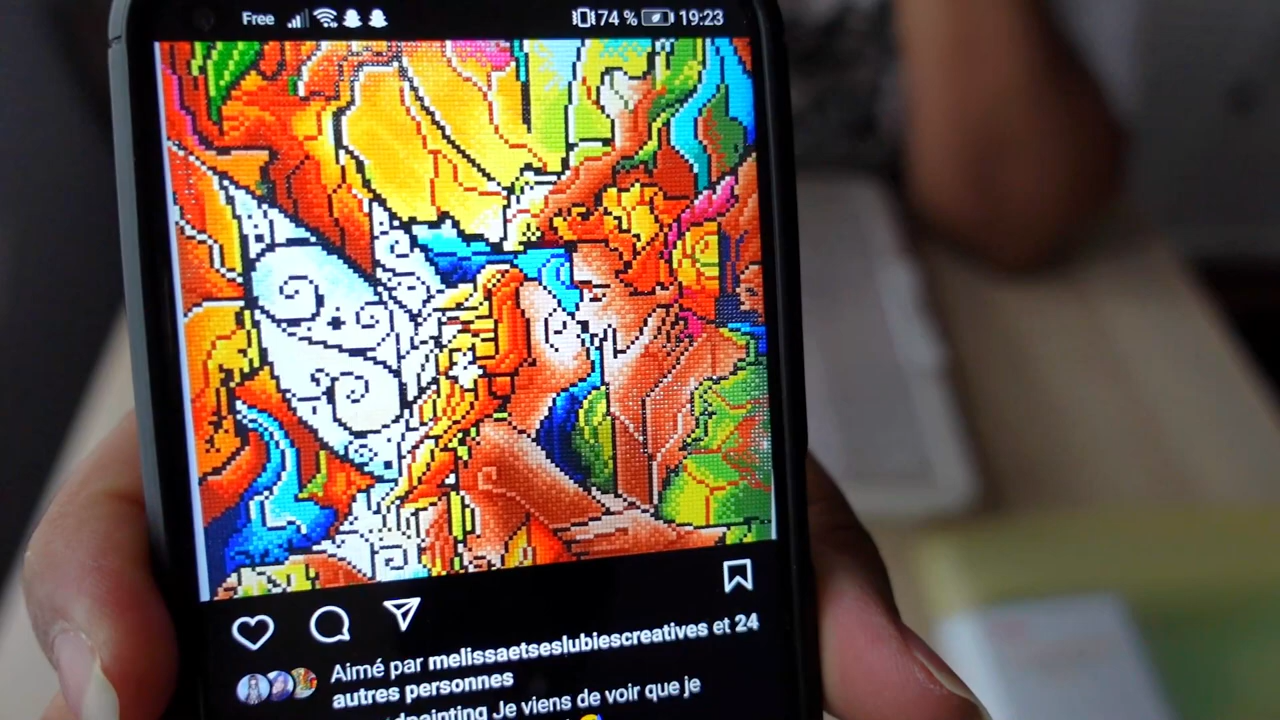 Free 74 % 19:23
Aimé par melissaetseslubiescreatives et 24
autres personnes
Je viens de voir que je